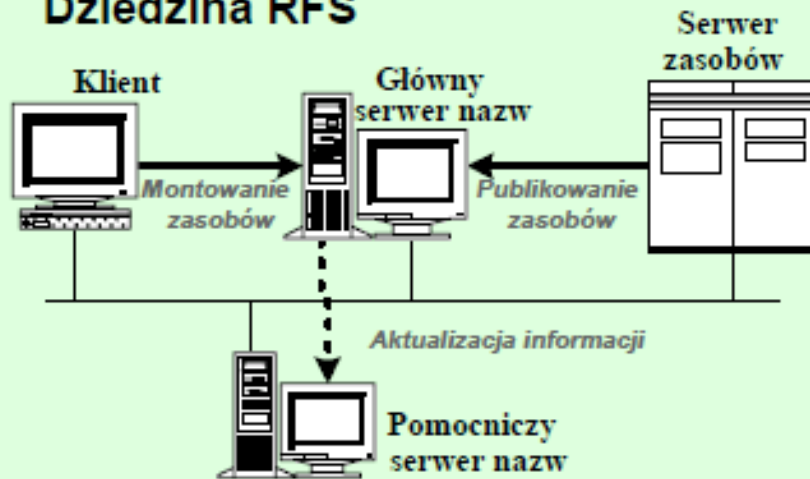 Dziedzina RFS
Serwer
zasobów
Klient
Główny
serwer nazw
Montowanie
zasobów
Publikowanie
zasobów
Aktualizacja informacji
Pomocniczy
serwer nazw